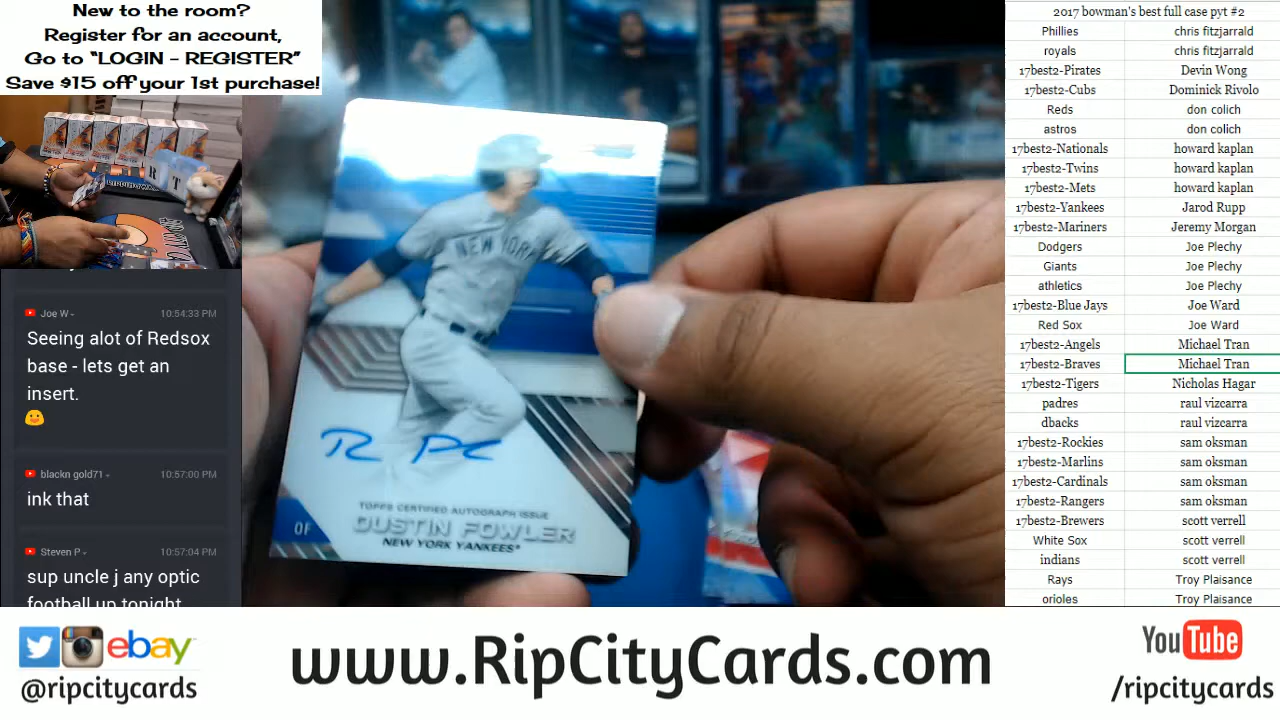 New to the room?
Register for an account,
Go to “LOGIN - REGISTER”
Save $15 off your 1st purchase!
Joe W
10:54:33 PM
Seeing alot of Redsox
base - lets get an
insert.
blackn gold71
10:57:00 PM
ink that
Steven P
10:57:04 PM
sup uncle j any optic
football up tonight
NEW YORK
TOPPS CERTIFIED AUTOGRAPH ISSUE
OF
DUSTIN FOWLER
NEW YORK YANKEES
2017 bowman's best full case pyt #2
Phillies chris fitzjarrald
royals chris fitzjarrald
17best2-Pirates Devin Wong
17best2-Cubs Dominick Rivolo
Reds don colich
astros don colich
17best2-Nationals howard kaplan
17best2-Twins howard kaplan
17best2-Mets howard kaplan
17best2-Yankees Jarod Rupp
17best2-Mariners Jeremy Morgan
Dodgers Joe Plechy
Giants Joe Plechy
athletics Joe Plechy
17best2-Blue Jays Joe Ward
Red Sox Joe Ward
17best2-Angels Michael Tran
17best2-Braves Michael Tran
17best2-Tigers Nicholas Hagar
padres raul vizcarra
dbacks raul vizcarra
17best2-Rockies sam oksman
17best2-Marlins sam oksman
17best2-Cardinals sam oksman
17best2-Rangers sam oksman
17best2-Brewers scott verrell
White Sox scott verrell
indians scott verrell
Rays Troy Plaisance
orioles Troy Plaisance
ebay
@ripcitycards
www.RipCityCards.com
YouTube
/ripcitycards